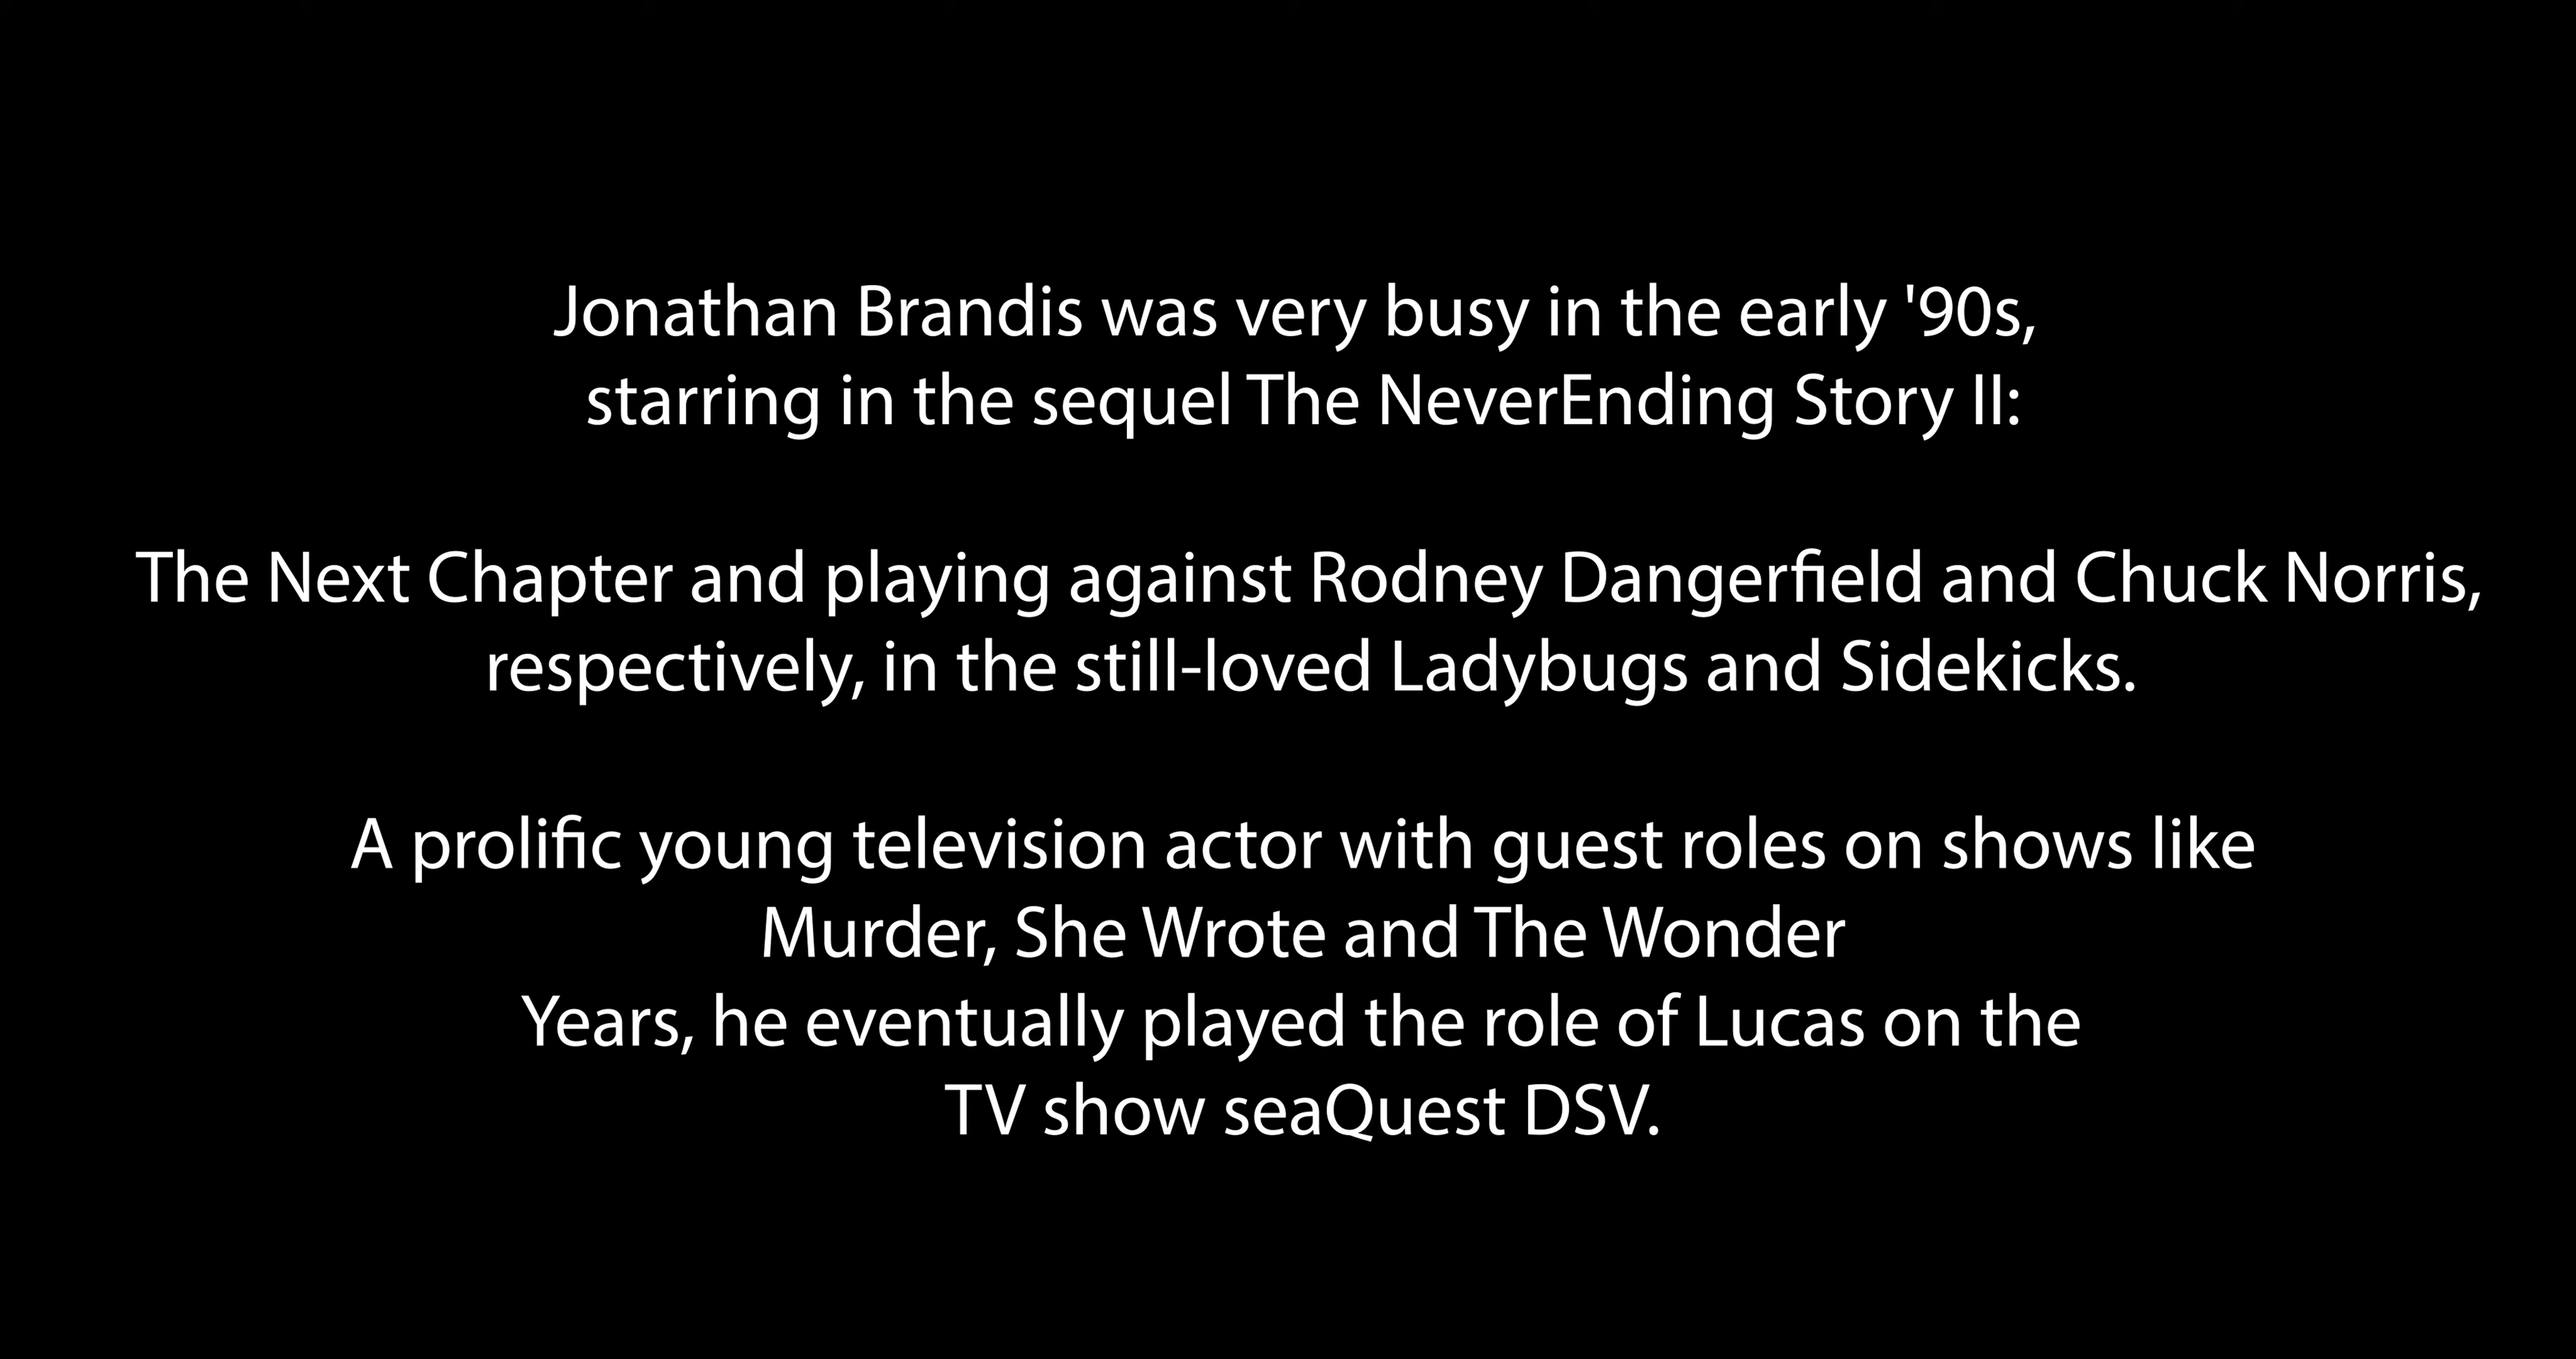 Jonathan Brandis was very busy in the early '90s,
starring in the sequel The NeverEnding Story II:
The Next Chapter and playing against Rodney Dangerfield and Chuck Norris,
respectively, in the still-loved Ladybugs and Sidekicks.
A prolific young television actor with guest roles on shows like
Murder, She Wrote and The Wonder
Years, he eventually played the role of Lucas on the
TV show seaQuest DSV.